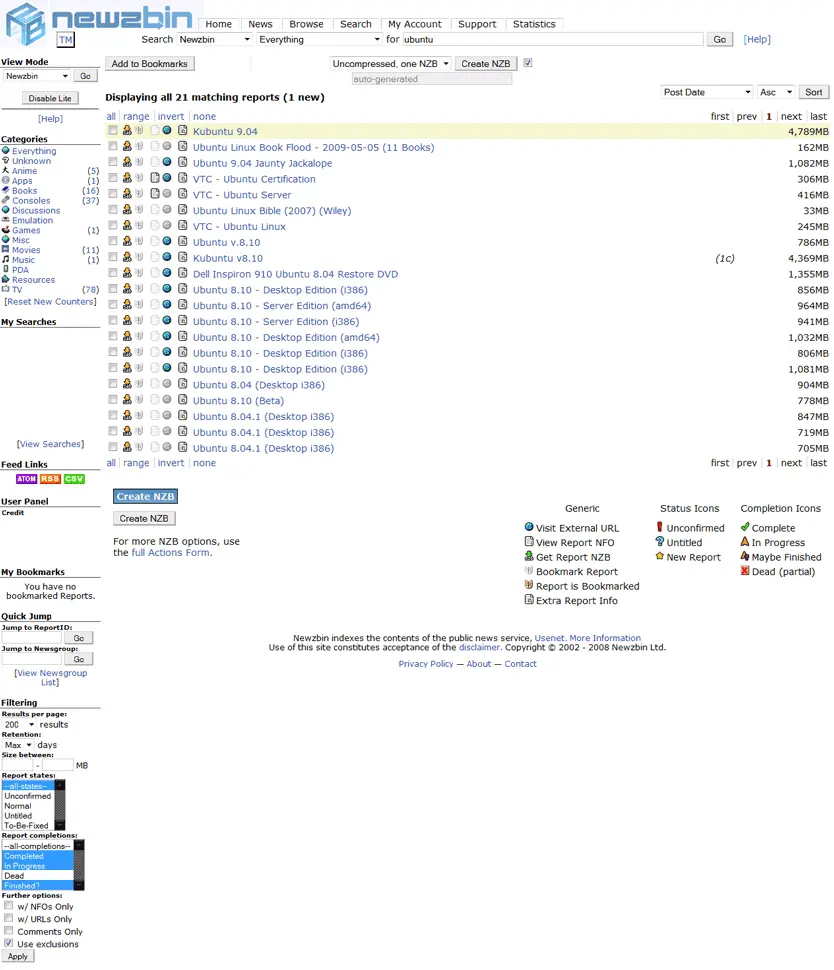 newzbin
TM
Home News Browse Search My Account Support Statistics
Search Newzbin Everything for ubuntu Go [Help]
View Mode
Newzbin Go
Disable Lite
[Help]
Categories
Everything
Unknown
Anime (5)
Apps (1)
Books (16)
Consoles (37)
Discussions
Emulation
Games (1)
Misc
Movies (11)
Music (1)
PDA
Resources
TV (78)
[Reset New Counters]
My Searches
[View Searches]
Feed Links
ATOM RSS CSV
User Panel
Credit
My Bookmarks
You have no
bookmarked Reports.
Quick Jump
Jump to ReportID:
Go
Jump to Newsgroup:
Go
[View Newsgroup
List]
Filtering
Results per page:
200 results
Retention:
Max days
Size between:
- MB
Report states:
--all-states--
Unconfirmed
Normal
Untitled
To-Be-Fixed
Report completions:
--all-completions--
Completed
In Progress
Dead
Finished?
Further options:
w/ NFOs Only
w/ URLs Only
Comments Only
Use exclusions
Apply
Add to Bookmarks Uncompressed, one NZB Create NZB
auto-generated
Displaying all 21 matching reports (1 new) Post Date Asc Sort
all range invert none first prev 1 next last
Kubuntu 9.04 4,789MB
Ubuntu Linux Book Flood - 2009-05-05 (11 Books) 162MB
Ubuntu 9.04 Jaunty Jackalope 1,082MB
VTC - Ubuntu Certification 306MB
VTC - Ubuntu Server 416MB
Ubuntu Linux Bible (2007) (Wiley) 33MB
VTC - Ubuntu Linux 245MB
Ubuntu v.8.10 786MB
Kubuntu v8.10 (1c) 4,369MB
Dell Inspiron 910 Ubuntu 8.04 Restore DVD 1,355MB
Ubuntu 8.10 - Desktop Edition (i386) 856MB
Ubuntu 8.10 - Server Edition (amd64) 964MB
Ubuntu 8.10 - Server Edition (i386) 941MB
Ubuntu 8.10 - Desktop Edition (amd64) 1,032MB
Ubuntu 8.10 - Desktop Edition (i386) 806MB
Ubuntu 8.10 - Desktop Edition (i386) 1,081MB
Ubuntu 8.04 (Desktop i386) 904MB
Ubuntu 8.10 (Beta) 778MB
Ubuntu 8.04.1 (Desktop i386) 847MB
Ubuntu 8.04.1 (Desktop i386) 719MB
Ubuntu 8.04.1 (Desktop i386) 705MB
all range invert none first prev 1 next last
Create NZB
Create NZB
For more NZB options, use
the full Actions Form.
Generic Status Icons Completion Icons
Visit External URL Unconfirmed Complete
View Report NFO Untitled In Progress
Get Report NZB New Report Maybe Finished
Bookmark Report Dead (partial)
Report is Bookmarked
Extra Report Info
Newzbin indexes the contents of the public news service, Usenet. More Information
Use of this site constitutes acceptance of the disclaimer. Copyright © 2002 - 2008 Newzbin Ltd.
Privacy Policy — About — Contact